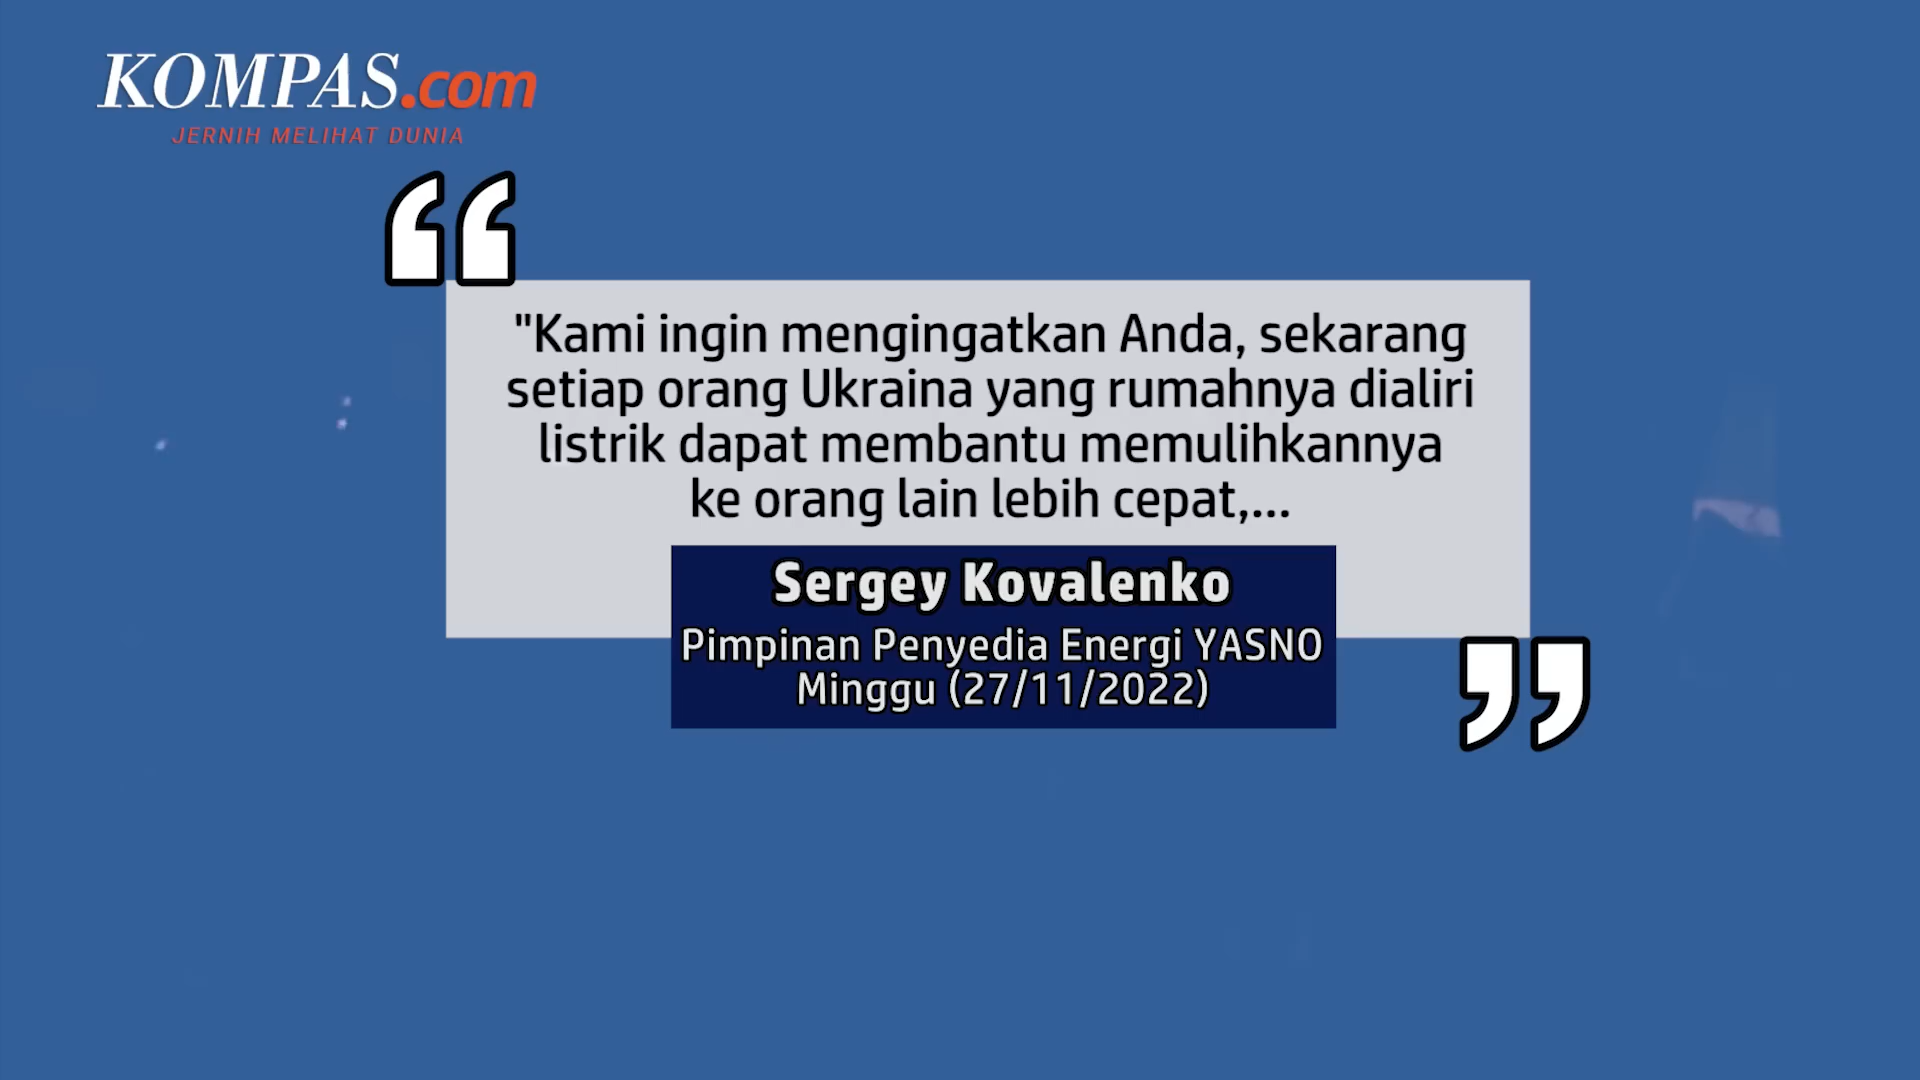 KOMPAS.com
JERNIH MELIHAT DUNIA
"Kami ingin mengingatkan Anda, sekarang
setiap orang Ukraina yang rumahnya dialiri
listrik dapat membantu memulihkannya
ke orang lain lebih cepat,...
Sergey Kovalenko
Pimpinan Penyedia Energi YASNO
Minggu (27/11/2022)